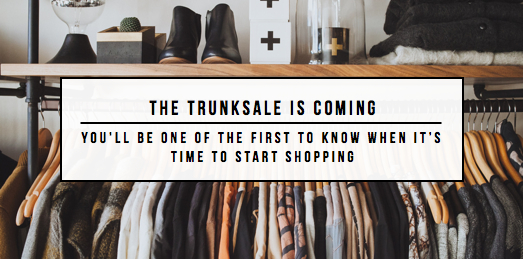 THE TRUNKSALE IS COMING
YOU'LL BE ONE OF THE FIRST TO KNOW WHEN IT'S
TIME TO START SHOPPING